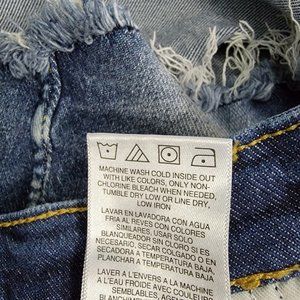 MACHINE WASH COLD INSIDE OUT
WITH LIKE COLORS, ONLY NON-
CHLORINE BLEACH WHEN NEEDED,
TUMBLE DRY LOW OR LINE DRY,
LOW IRON
LAVAR EN LAVADORA CON AGUA
FRIA AL REVES CON COLORES
SIMILARES, USAR SOLO
BLANQUEADOR SIN CLORO SI ES
NECESARIO, SECAR COLGADO O EN
SECADORA A TEMPERATURA BAJA,
PLANCHAR A TEMPERATURA BAJA
LAVER A L'ENVERS A LA MACHINE
A L'EAU FROIDE AVEC COULEURS
SEMBLABLES, AGENTS
BLANCHIMENT